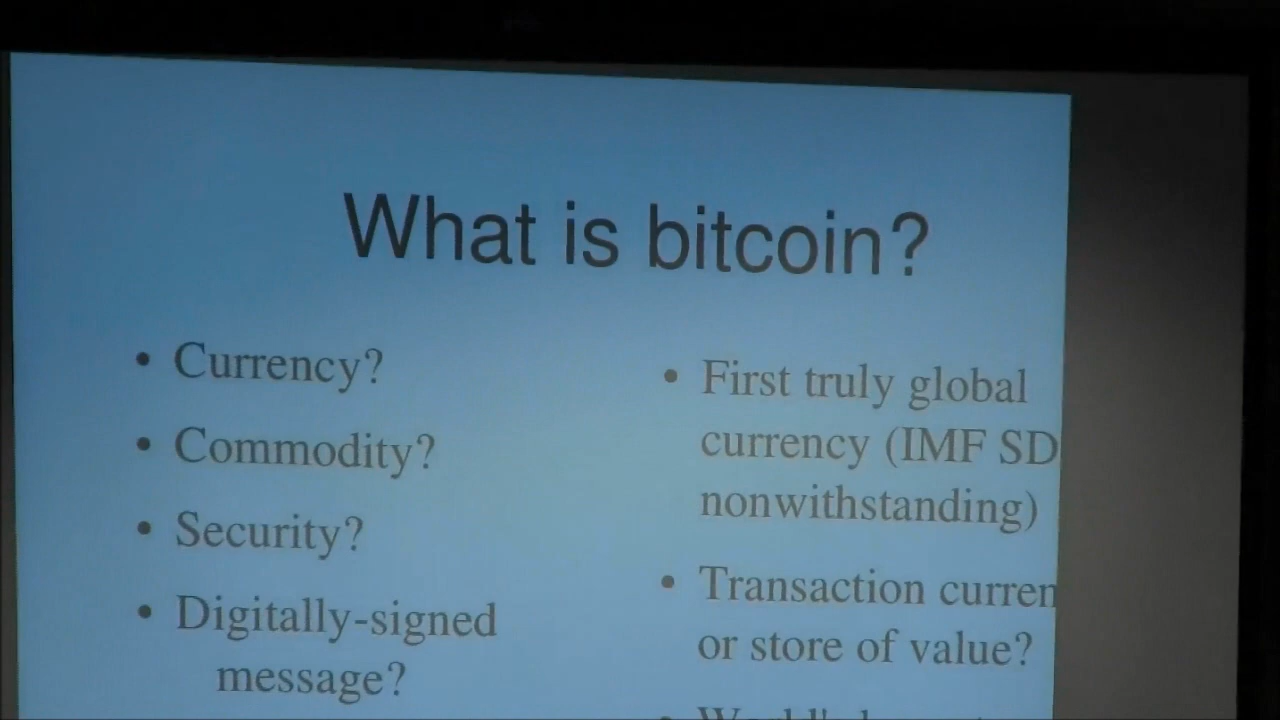 What is bitcoin?
• Currency?
• Commodity?
• Security?
• Digitally-signed
message?
• First truly global
currency (IMF SD
nonwithstanding)
• Transaction curren
or store of value?